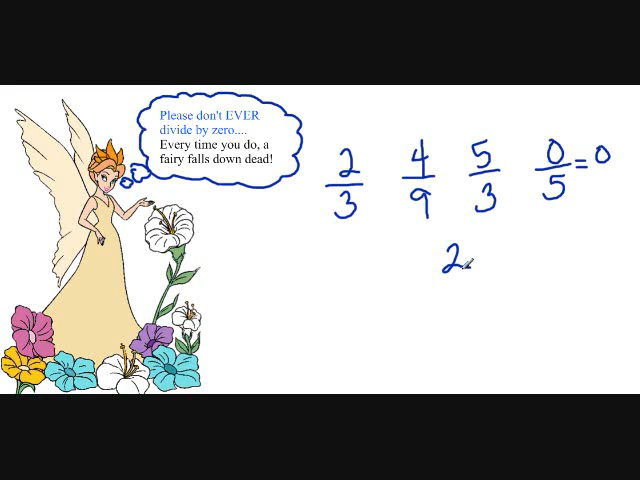 Please don't EVER
divide by zero....
Every time you do, a
fairy falls down dead!
2/3 4/9 5/3 0/5 = 0
2